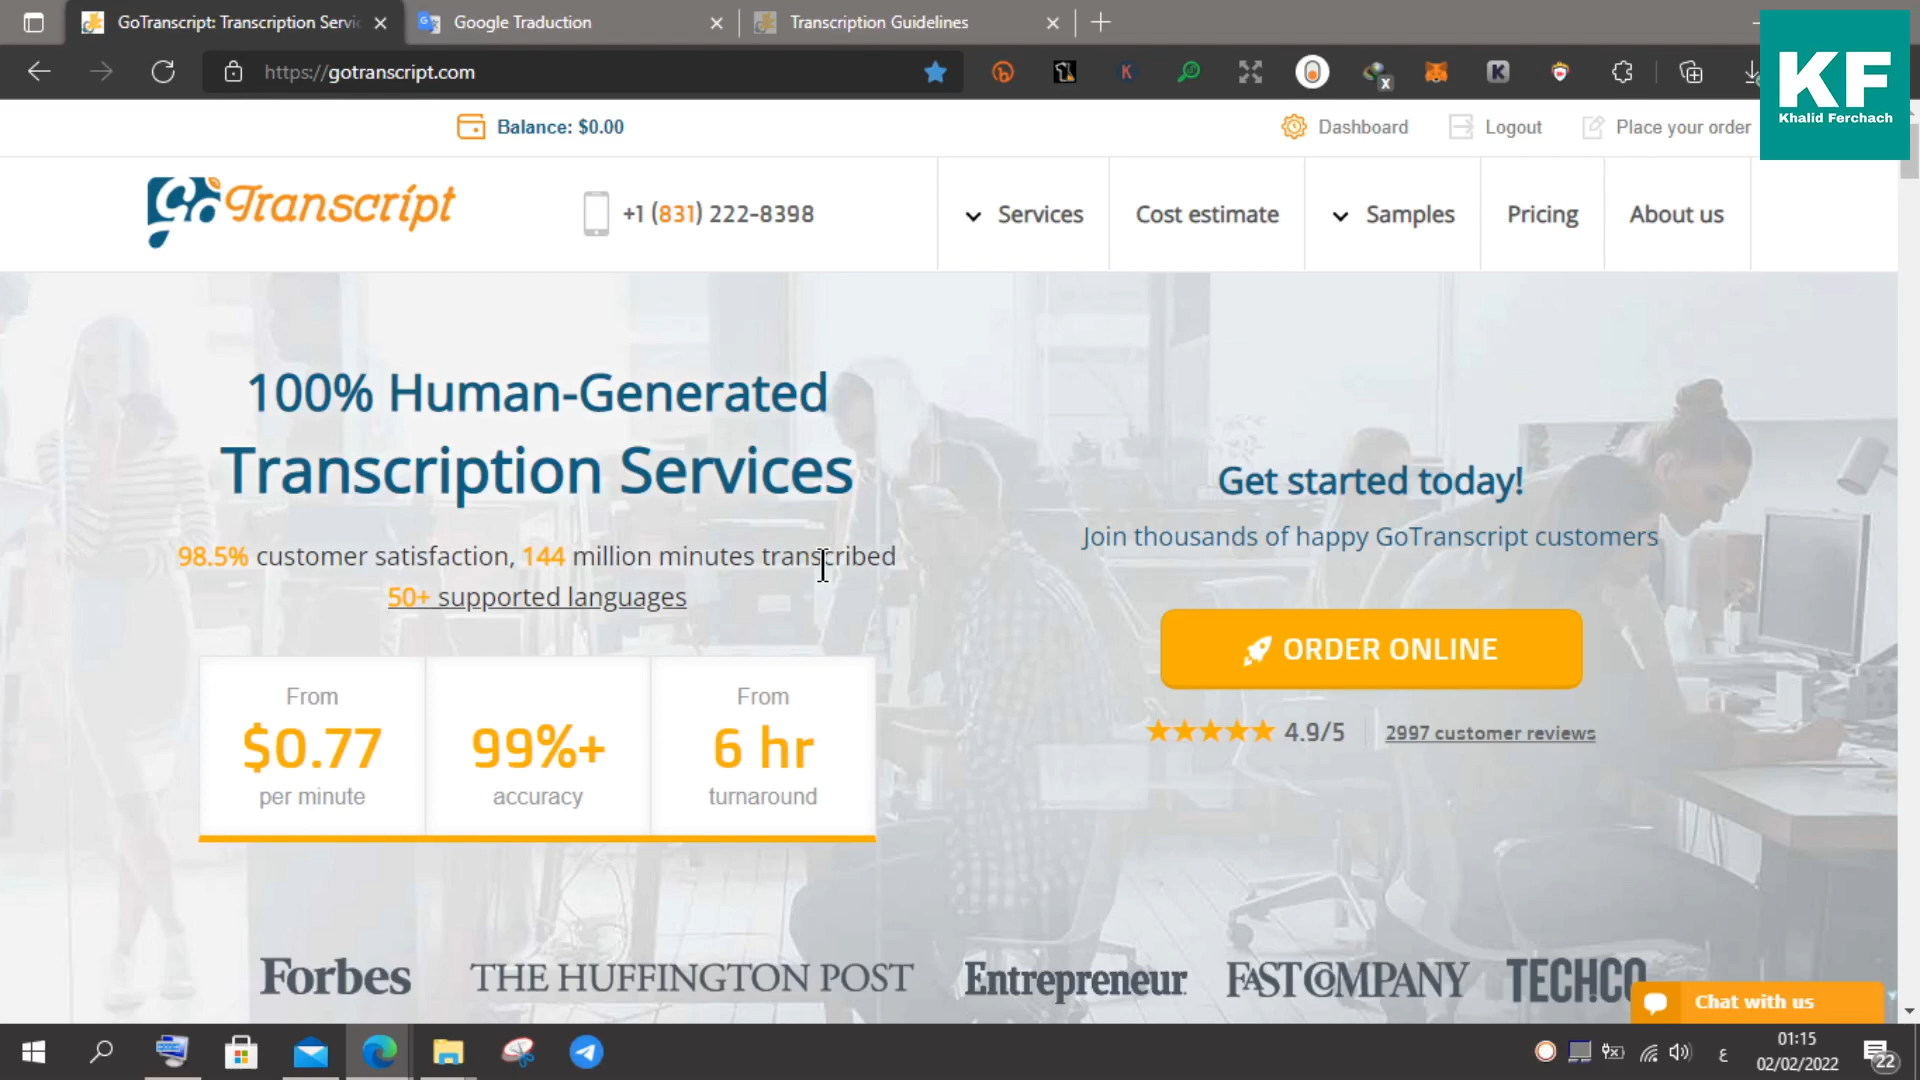 GoTranscript: Transcription Servic
Google Traduction
Transcription Guidelines
https://gotranscript.com
KF
Khalid Ferchach
Balance: $0.00
Dashboard
Logout
Place your order
GoTranscript
+1 (831) 222-8398
Services
Cost estimate
Samples
Pricing
About us
100% Human-Generated
Transcription Services
98.5% customer satisfaction, 144 million minutes transcribed
50+ supported languages
From
$0.77
per minute
99%+
accuracy
From
6 hr
turnaround
Get started today!
Join thousands of happy GoTranscript customers
ORDER ONLINE
4.9/5
2997 customer reviews
Forbes
THE HUFFINGTON POST
Entrepreneur
FAST COMPANY
TECHCO
Chat with us
ع
01:15
02/02/2022
22